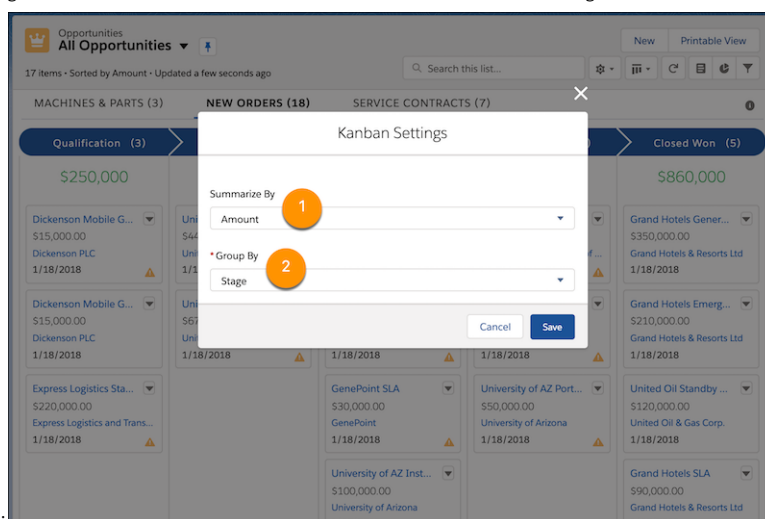 Opportunities
All Opportunities
New
Printable View
17 items • Sorted by Amount • Updated a few seconds ago
Search this list...
MACHINES & PARTS (3)
NEW ORDERS (18)
SERVICE CONTRACTS (7)
Kanban Settings
Qualification (3)
Closed Won (5)
$250,000
$860,000
Summarize By
1
Amount
* Group By
2
Stage
Cancel
Save
Dickenson Mobile G...
$15,000.00
Dickenson PLC
1/18/2018
Grand Hotels Gener...
$350,000.00
Grand Hotels & Resorts Ltd
1/18/2018
Dickenson Mobile G...
$15,000.00
Dickenson PLC
1/18/2018
1/18/2018
1/18/2018
1/18/2018
Grand Hotels Emerg...
$210,000.00
Grand Hotels & Resorts Ltd
1/18/2018
Express Logistics Sta...
$220,000.00
Express Logistics and Trans...
1/18/2018
GenePoint SLA
$30,000.00
GenePoint
1/18/2018
University of AZ Port...
$50,000.00
University of Arizona
1/18/2018
United Oil Standby ...
$120,000.00
United Oil & Gas Corp.
1/18/2018
University of AZ Inst...
$100,000.00
University of Arizona
Grand Hotels SLA
$90,000.00
Grand Hotels & Resorts Ltd